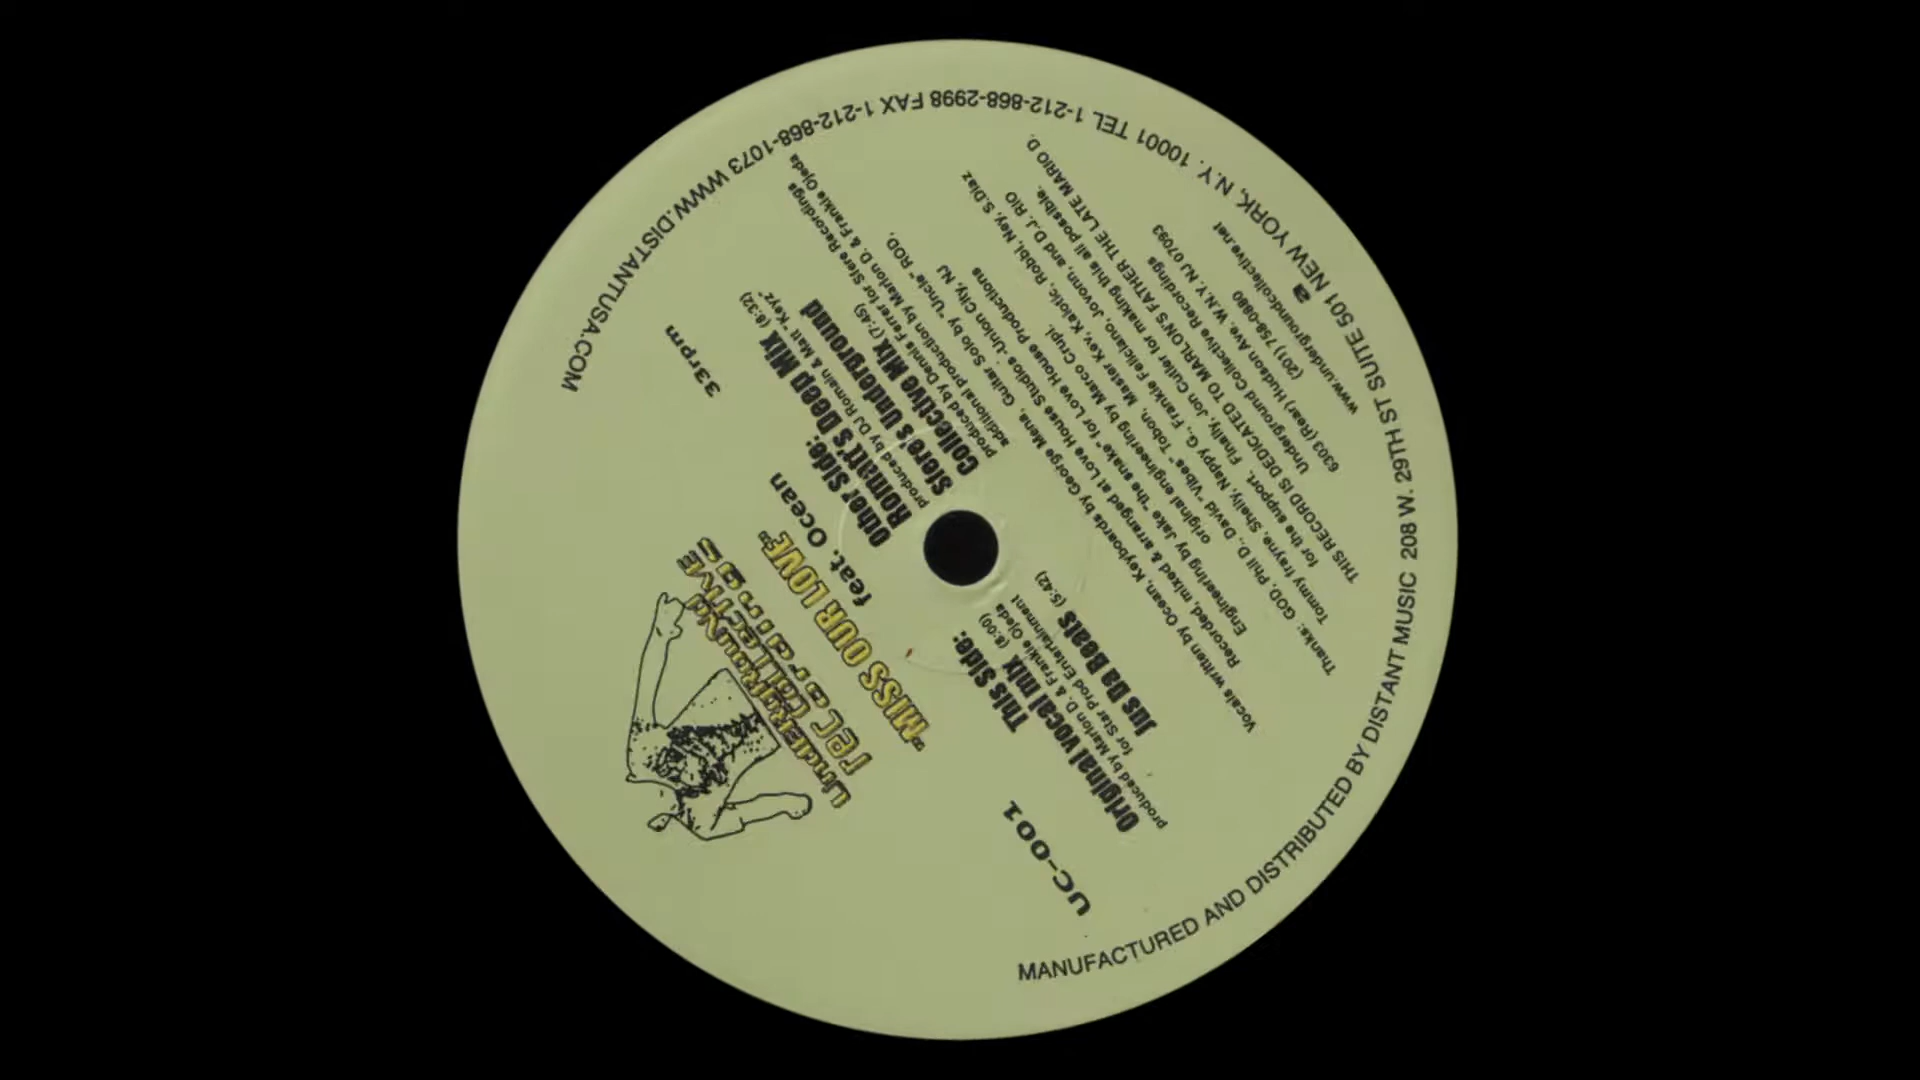 UndERGRouNd COLLECTIVE
recordings
"MISS OUR LOVE"
feat. Ocean
UC-001
33rpm
This Side:
Original vocal mix (8:00)
produced by Marlon D. & Frankie Ojeda
for Star Prod Entertainment
Jus Da Beats (5:42)
Other Side:
Romatt's Deep Mix (8:32)
produced by DJ Romain & Matt "Keyz"
Stere's Underground
Collective Mix (7:45)
produced by Dennis Ferrer for Stere Recordings
additional production by Marlon D. & Frankie Ojeda
Vocals written by Ocean, Keyboards by George Mena, Guitar Solo by "Uncle" ROD,
Recorded, mixed & arranged at Love House Studios -Union City, NJ
Engineering by Jake "the snake" for Love House Productions
original engineering by Marco Crupi,
Thanks: GOD, Phil D., David "Vibes" Tobon, Master Kev, Kalotic, Robbi, Ney, S.Diaz
Tommy frayne, Shelly, Nappy G., Frankie Feliciano, Jovonn, and D.J. RIO
for the support. Finally, Jon Cutler for making this all possible.
THIS RECORD IS DEDICATED TO MARLON'S FATHER THE LATE MARIO D.
Underground Collective Recordings
6303 (Rear) Hudson Ave. W.N.Y. NJ 07093
(201) 758-0880
www.undergroundcollective.net
a
MANUFACTURED AND DISTRIBUTED BY DISTANT MUSIC 208 W. 29TH ST SUITE 501 NEW YORK, N.Y. 10001 TEL 1-212-868-2998 FAX 1-212-868-1073 WWW.DISTANTUSA.COM